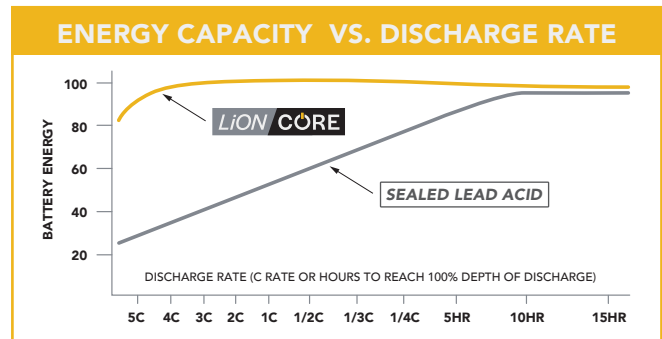 ENERGY CAPACITY VS. DISCHARGE RATE
BATTERY ENERGY
100
80
60
40
20
LiON CORE
SEALED LEAD ACID
DISCHARGE RATE (C RATE OR HOURS TO REACH 100% DEPTH OF DISCHARGE)
5C 4C 3C 2C 1C 1/2C 1/3C 1/4C 5HR 10HR 15HR